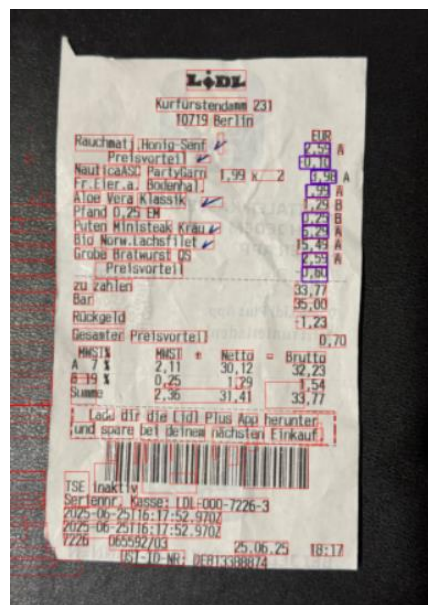 LIDL
Kurfürstendamm 231
10719 Berlin
EUR
Rauchmatj.Honig-Senf 2,59 A
Preisvorteil -0,10
NauticaASC PartyGarn 1,99 x 2 3,98 A
Fr.Eier.a. Bodenhal. 1,99 A
Aloe Vera Klassik 1,29 B
Pfand 0,25 EM 0,25 B
Puten Ministeak Kräu 5,29 A
Bio Norw.Lachsfilet 15,49 A
Grobe Bratwurst QS 3,59 A
Preisvorteil -0,60
zu zahlen 33,77
Bar 35,00
Rückgeld -1,23
Gesamter Preisvorteil 0,70
MWST% MWST + Netto = Brutto
A 7 % 2,11 30,12 32,23
B 19 % 0,25 1,29 1,54
Summe 2,36 31,41 33,77
Lade dir die Lidl Plus App herunter
und spare bei deinem nächsten Einkauf.
TSE inaktiv
Seriennr. Kasse: LDL-000-7226-3
2025-06-25T16:17:52.970Z
2025-06-25T16:17:52.970Z
7226 065592/03 25.06.25 18:17
UST-ID-NR: DE813388874